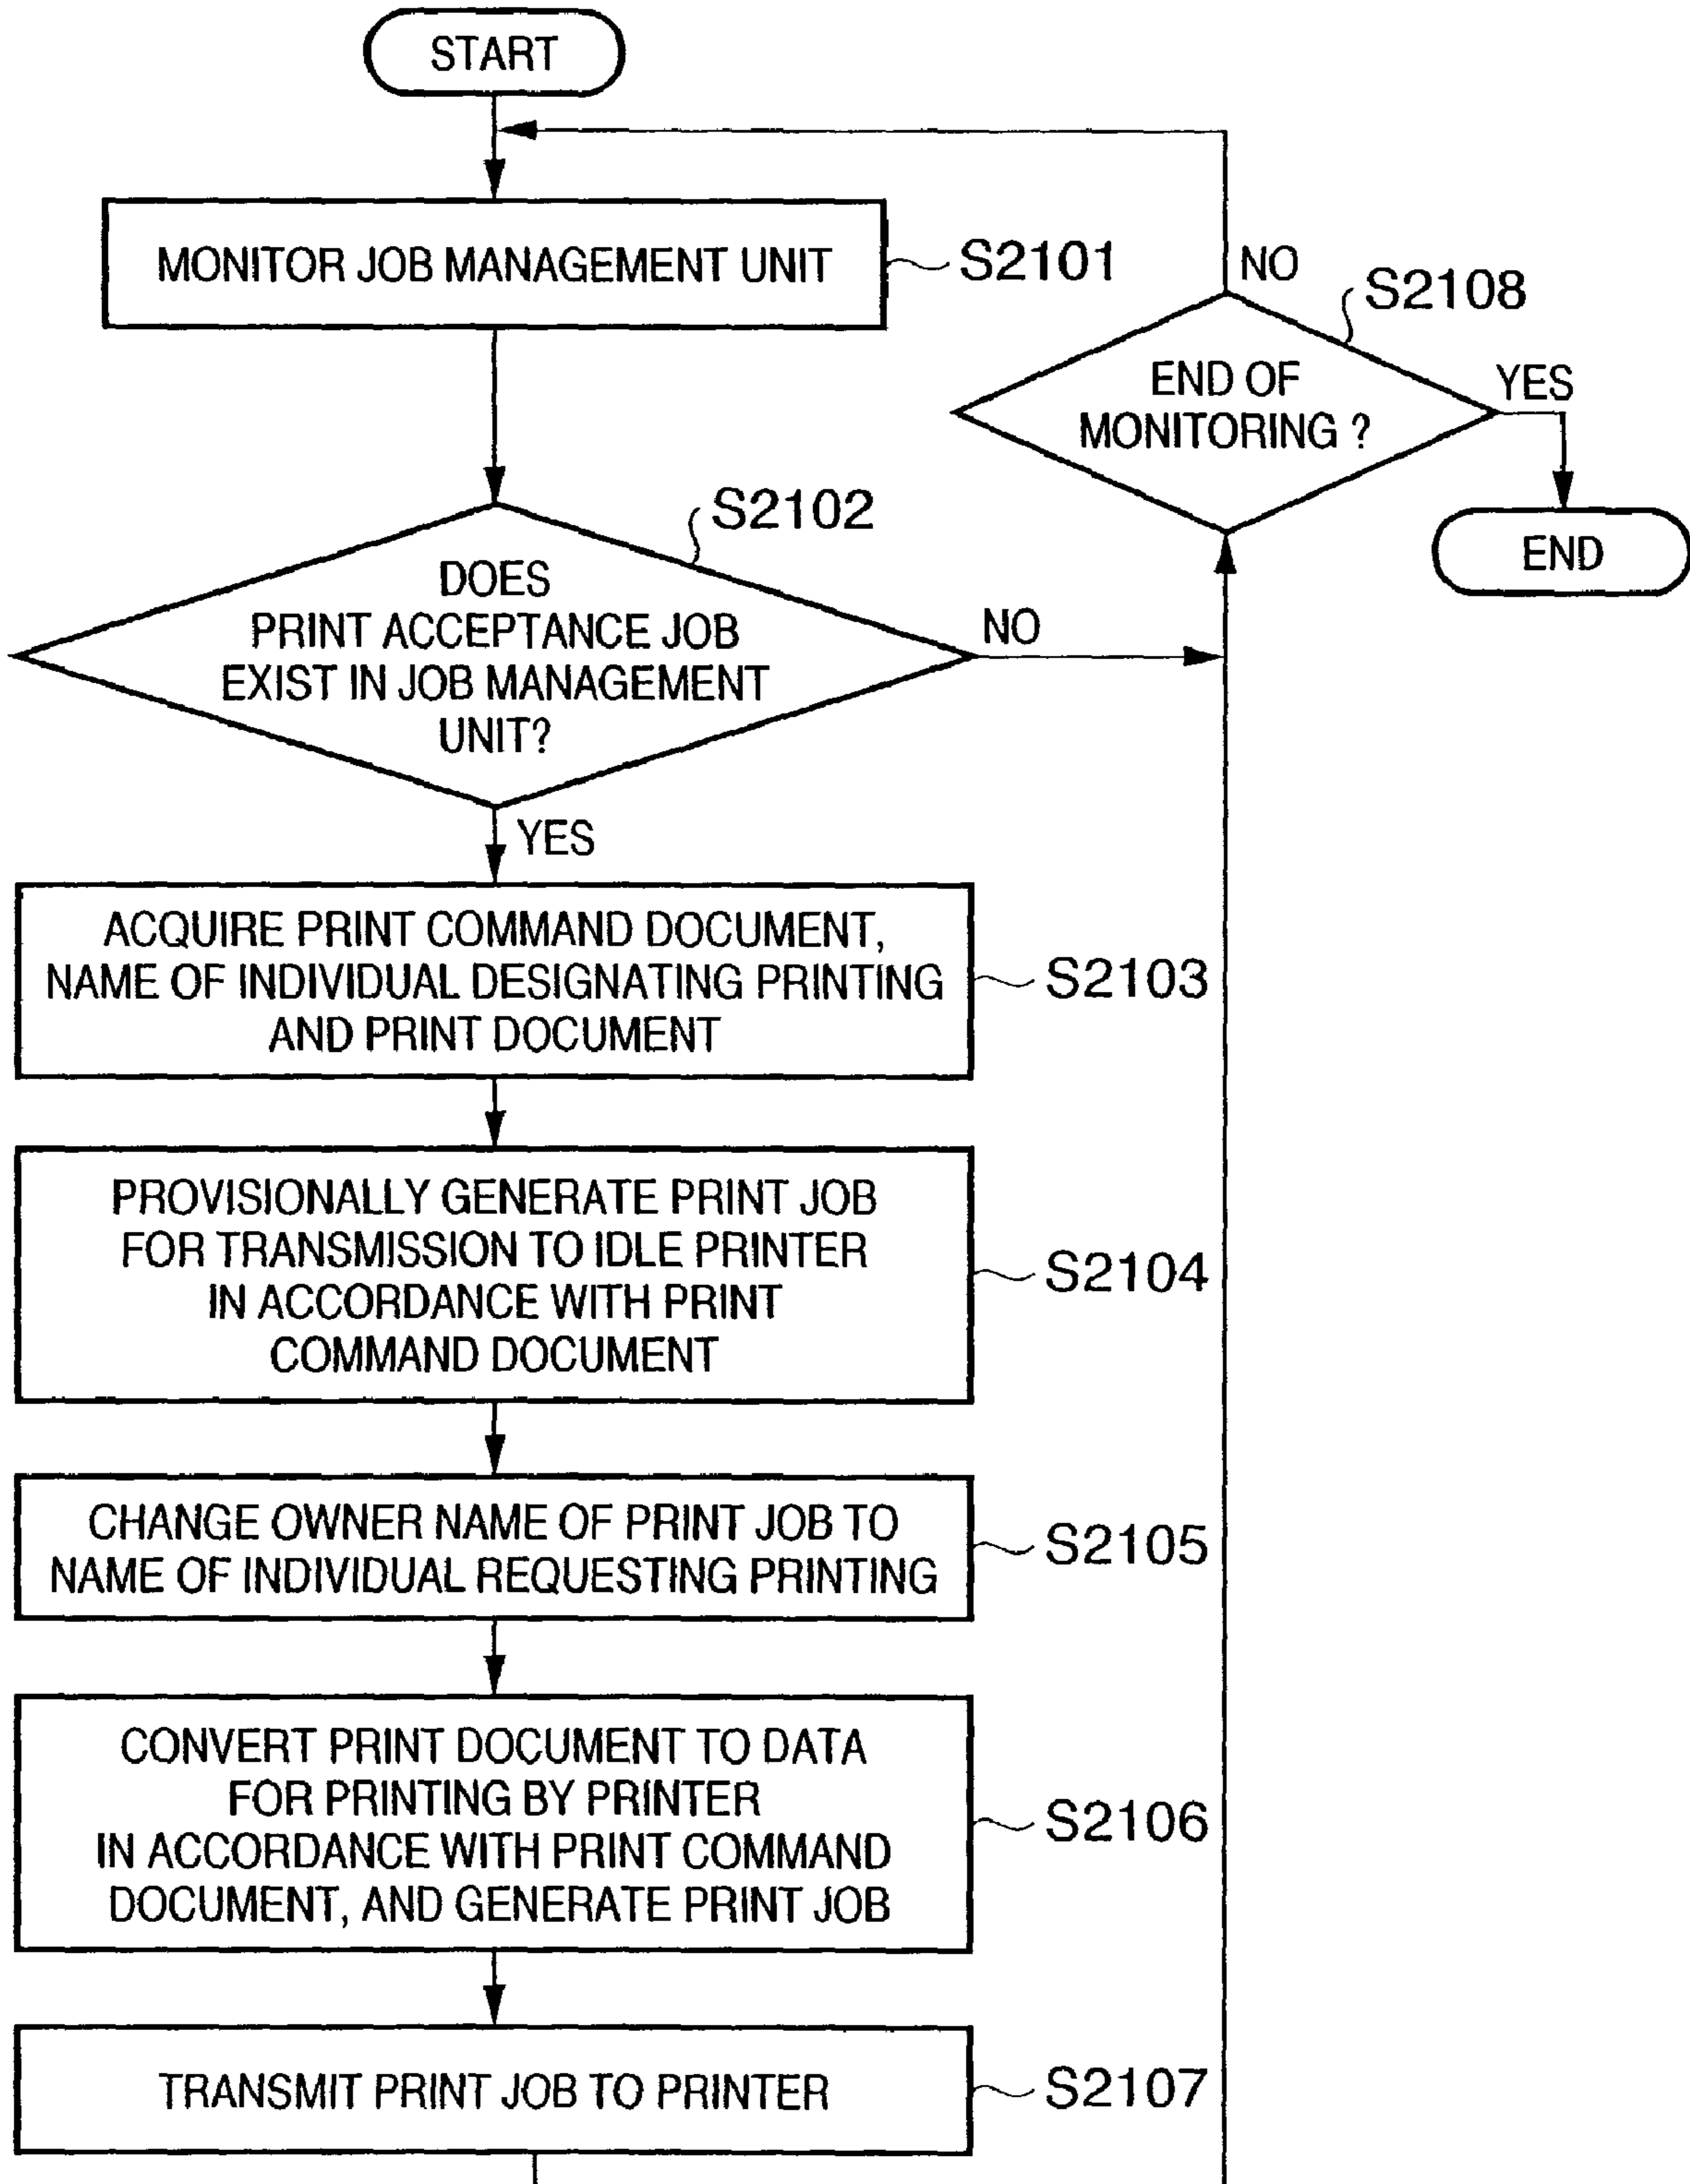 START
MONITOR JOB MANAGEMENT UNIT
S2101
NO
S2108
END OF
MONITORING ?
YES
END
S2102
DOES
PRINT ACCEPTANCE JOB
EXIST IN JOB MANAGEMENT
UNIT?
NO
YES
ACQUIRE PRINT COMMAND DOCUMENT,
NAME OF INDIVIDUAL DESIGNATING PRINTING
AND PRINT DOCUMENT
S2103
PROVISIONALLY GENERATE PRINT JOB
FOR TRANSMISSION TO IDLE PRINTER
IN ACCORDANCE WITH PRINT
COMMAND DOCUMENT
S2104
CHANGE OWNER NAME OF PRINT JOB TO
NAME OF INDIVIDUAL REQUESTING PRINTING
S2105
CONVERT PRINT DOCUMENT TO DATA
FOR PRINTING BY PRINTER
IN ACCORDANCE WITH PRINT COMMAND
DOCUMENT, AND GENERATE PRINT JOB
S2106
TRANSMIT PRINT JOB TO PRINTER
S2107